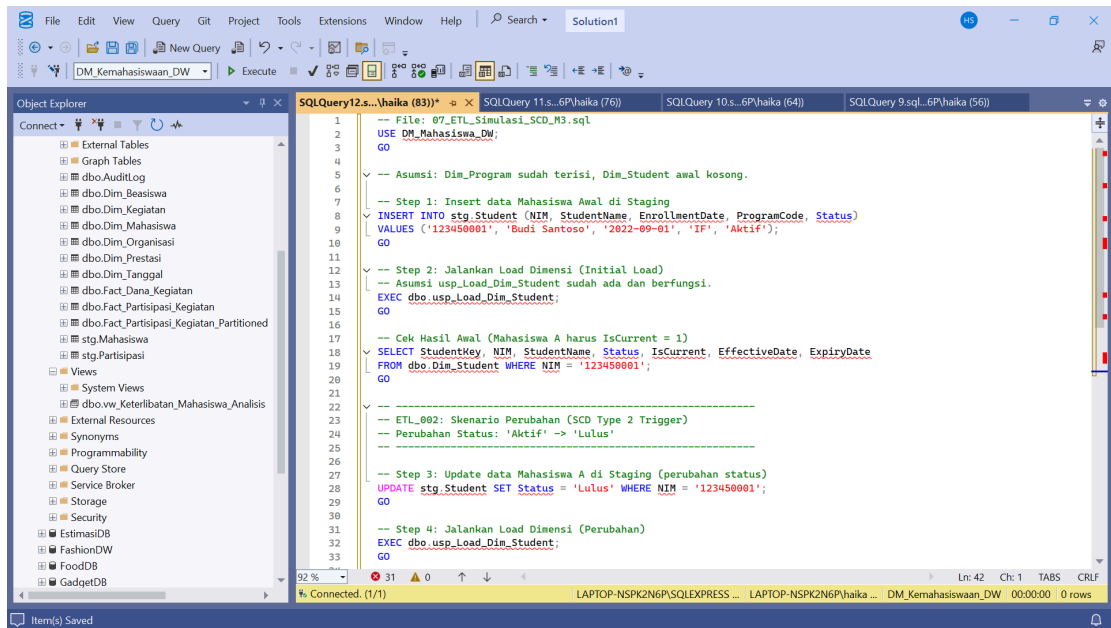 File Edit View Query Git Project Tools Extensions Window Help Search Solution1 HS
New Query
DM_Kemahasiswaan_DW Execute
Object Explorer
Connect
External Tables
Graph Tables
dbo.AuditLog
dbo.Dim_Beasiswa
dbo.Dim_Kegiatan
dbo.Dim_Mahasiswa
dbo.Dim_Organisasi
dbo.Dim_Prestasi
dbo.Dim_Tanggal
dbo.Fact_Dana_Kegiatan
dbo.Fact_Partisipasi_Kegiatan
dbo.Fact_Partisipasi_Kegiatan_Partitioned
stg.Mahasiswa
stg.Partisipasi
Views
System Views
dbo.vw_Keterlibatan_Mahasiswa_Analisis
External Resources
Synonyms
Programmability
Query Store
Service Broker
Storage
Security
EstimasiDB
FashionDW
FoodDB
GadgetDB
SQLQuery12.s...\haika (83))* SQLQuery 11.s...6P\haika (76)) SQLQuery 10.s...6P\haika (64)) SQLQuery 9.sql...6P\haika (56))
1 -- File: 07_ETL_Simulasi_SCD_M3.sql
2 USE DM_Mahasiswa_DW;
3 GO
4
5 -- Asumsi: Dim_Program sudah terisi, Dim_Student awal kosong.
6
7 -- Step 1: Insert data Mahasiswa Awal di Staging
8 INSERT INTO stg.Student (NIM, StudentName, EnrollmentDate, ProgramCode, Status)
9 VALUES ('123450001', 'Budi Santoso', '2022-09-01', 'IF', 'Aktif');
10 GO
11
12 -- Step 2: Jalankan Load Dimensi (Initial Load)
13 -- Asumsi usp_Load_Dim_Student sudah ada dan berfungsi.
14 EXEC dbo.usp_Load_Dim_Student;
15 GO
16
17 -- Cek Hasil Awal (Mahasiswa A harus IsCurrent = 1)
18 SELECT StudentKey, NIM, StudentName, Status, IsCurrent, EffectiveDate, ExpiryDate
19 FROM dbo.Dim_Student WHERE NIM = '123450001';
20 GO
21
22 -- ---------------------------------------------------
23 -- ETL_002: Skenario Perubahan (SCD Type 2 Trigger)
24 -- Perubahan Status: 'Aktif' -> 'Lulus'
25 -- ---------------------------------------------------
26
27 -- Step 3: Update data Mahasiswa A di Staging (perubahan status)
28 UPDATE stg.Student SET Status = 'Lulus' WHERE NIM = '123450001';
29 GO
30
31 -- Step 4: Jalankan Load Dimensi (Perubahan)
32 EXEC dbo.usp_Load_Dim_Student;
33 GO
92 % 31 0 Ln: 42 Ch: 1 TABS CRLF
Connected. (1/1) LAPTOP-NSPK2N6P\SQLEXPRESS ... LAPTOP-NSPK2N6P\haika ... DM_Kemahasiswaan_DW 00:00:00 0 rows
Item(s) Saved